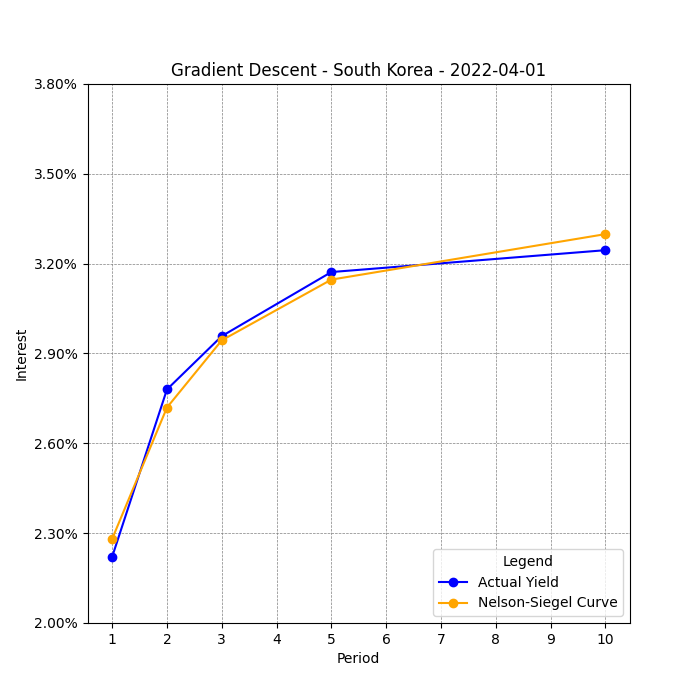 Gradient Descent - South Korea - 2022-04-01
3.80%
3.50%
3.20%
2.90%
2.60%
2.30%
2.00%
Interest
1 2 3 4 5 6 7 8 9 10
Period
Legend
Actual Yield
Nelson-Siegel Curve